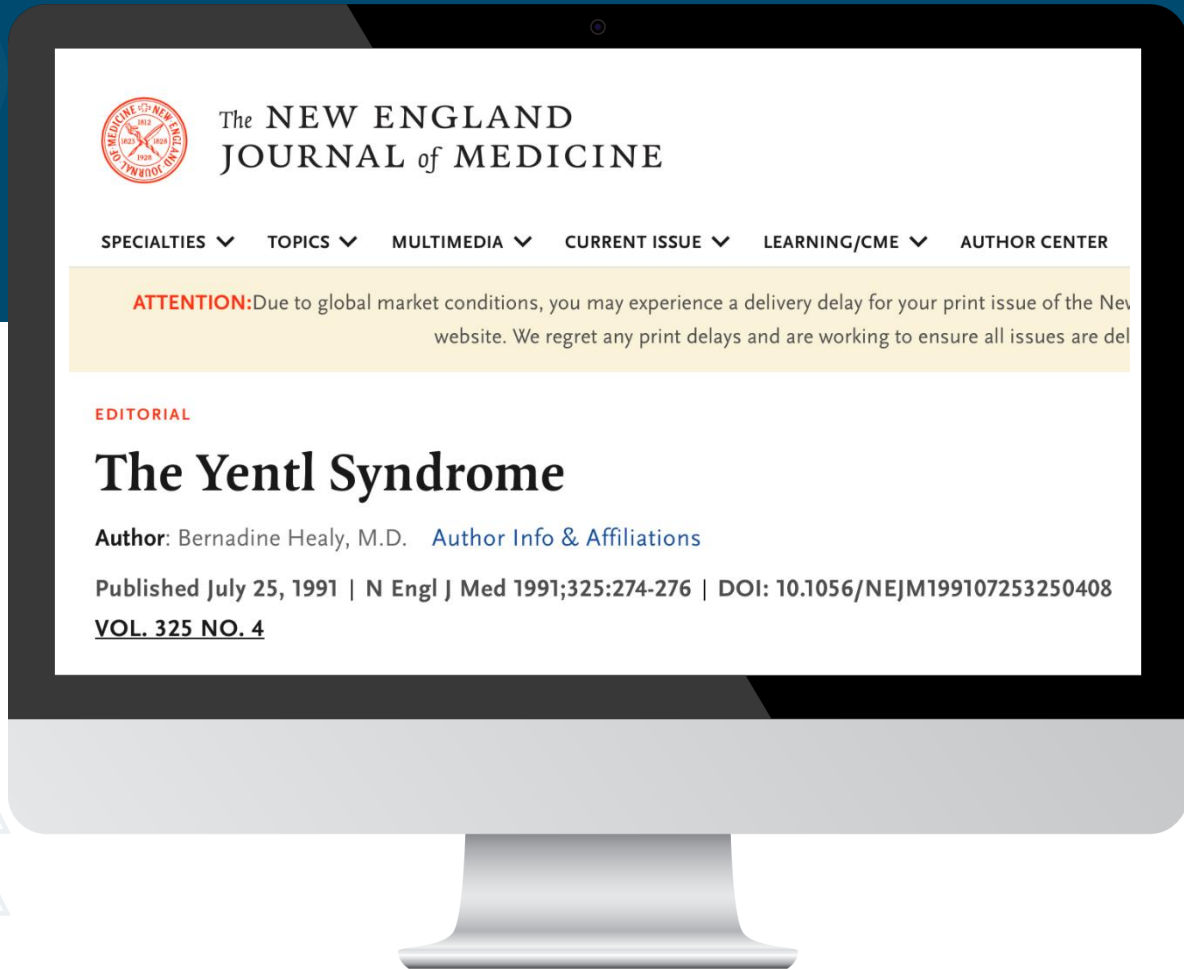 The NEW ENGLAND
JOURNAL of MEDICINE
SPECIALTIES TOPICS MULTIMEDIA CURRENT ISSUE LEARNING/CME AUTHOR CENTER
ATTENTION:Due to global market conditions, you may experience a delivery delay for your print issue of the
website. We regret any print delays and are working to ensure all issues are
EDITORIAL
The Yentl Syndrome
Author: Bernadine Healy, M.D. Author Info & Affiliations
Published July 25, 1991 | N Engl J Med 1991;325:274-276 | DOI: 10.1056/NEJM199107253250408
VOL. 325 NO. 4